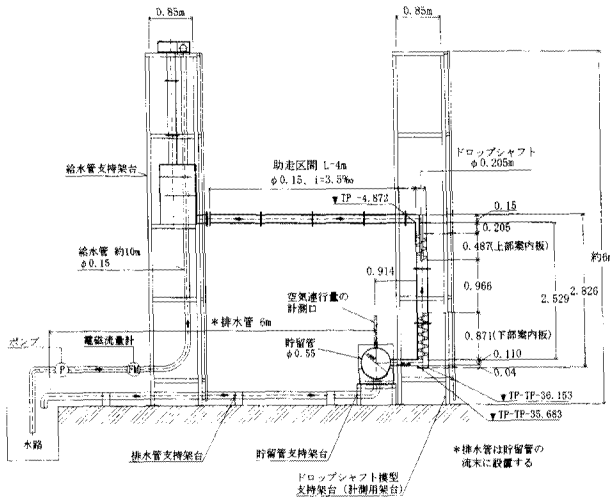 0.85m
0.85m
給水管支持架台
助走区間 L=4m
φ0.15、i=3.5‰
ドロップシャフト
φ0.205m
▼TP -4.873
0.15
0.205
0.487(上部案内板)
約6m
給水管 約10m
φ0.15
0.914
0.966
2.529
2.826
空気連行量の
計測口
*排水管 6m
ポンプ
電磁流量計
貯留管
φ0.55
0.871(下部案内板)
0.110
0.04
P
FM
▼TP-TP-36.153
▼TP-TP-35.683
水路
排水管支持架台
貯留管支持架台
*排水管は貯留管の
流末に設置する
ドロップシャフト模型
支持架台(計測用架台)